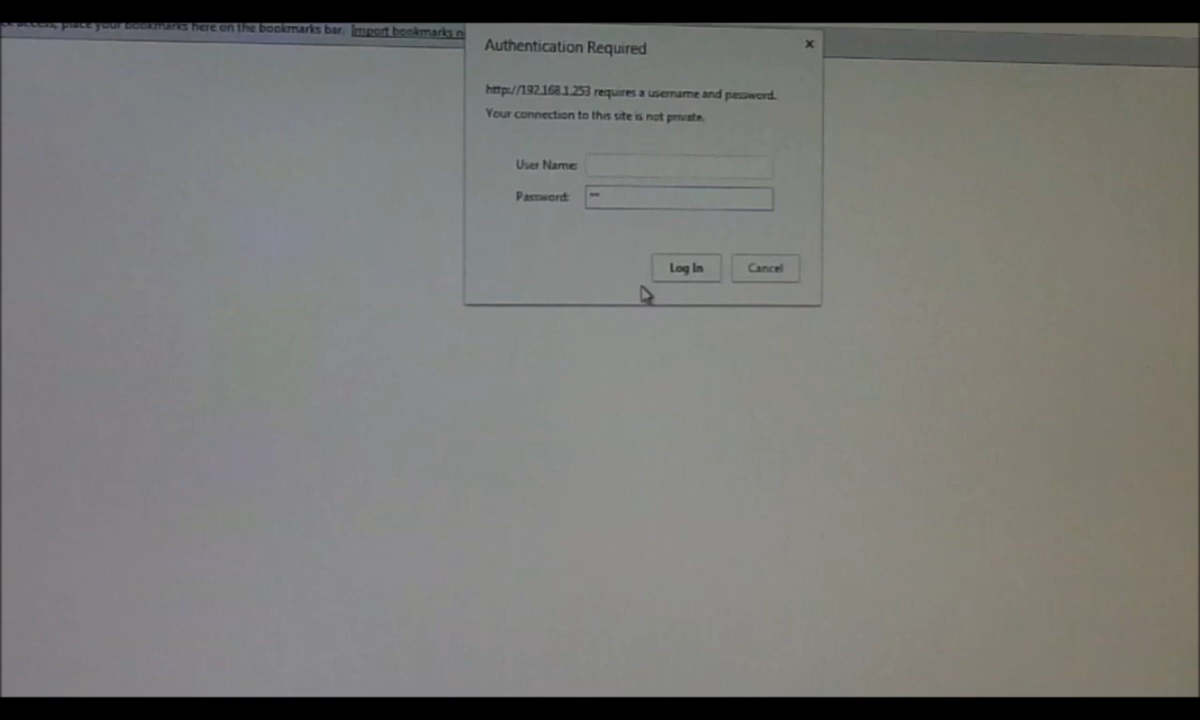 access, place your bookmarks here on the bookmarks bar. Import bookmarks
Authentication Required
http://192.168.1.253 requires a username and password.
Your connection to this site is not private.
User Name:
Password: **
Log In
Cancel